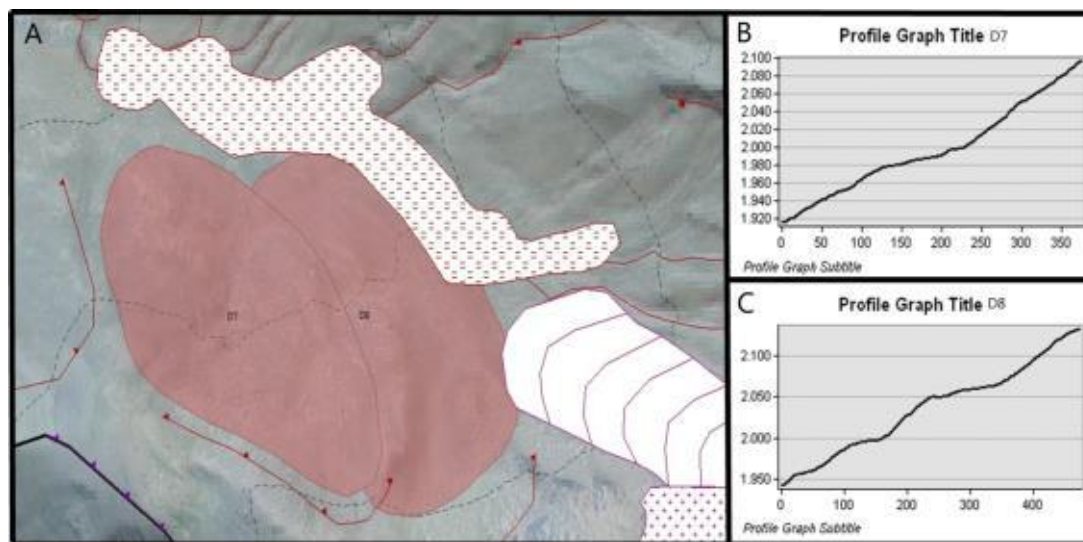 A
D7
D8
B
Profile Graph Title D7
2.100
2.080
2.060
2.040
2.020
2.000
1.980
1.960
1.940
1.920
0 50 100 150 200 250 300 350
Profile Graph Subtitle
C
Profile Graph Title D8
2.100
2.050
2.000
1.950
0 100 200 300 400
Profile Graph Subtitle